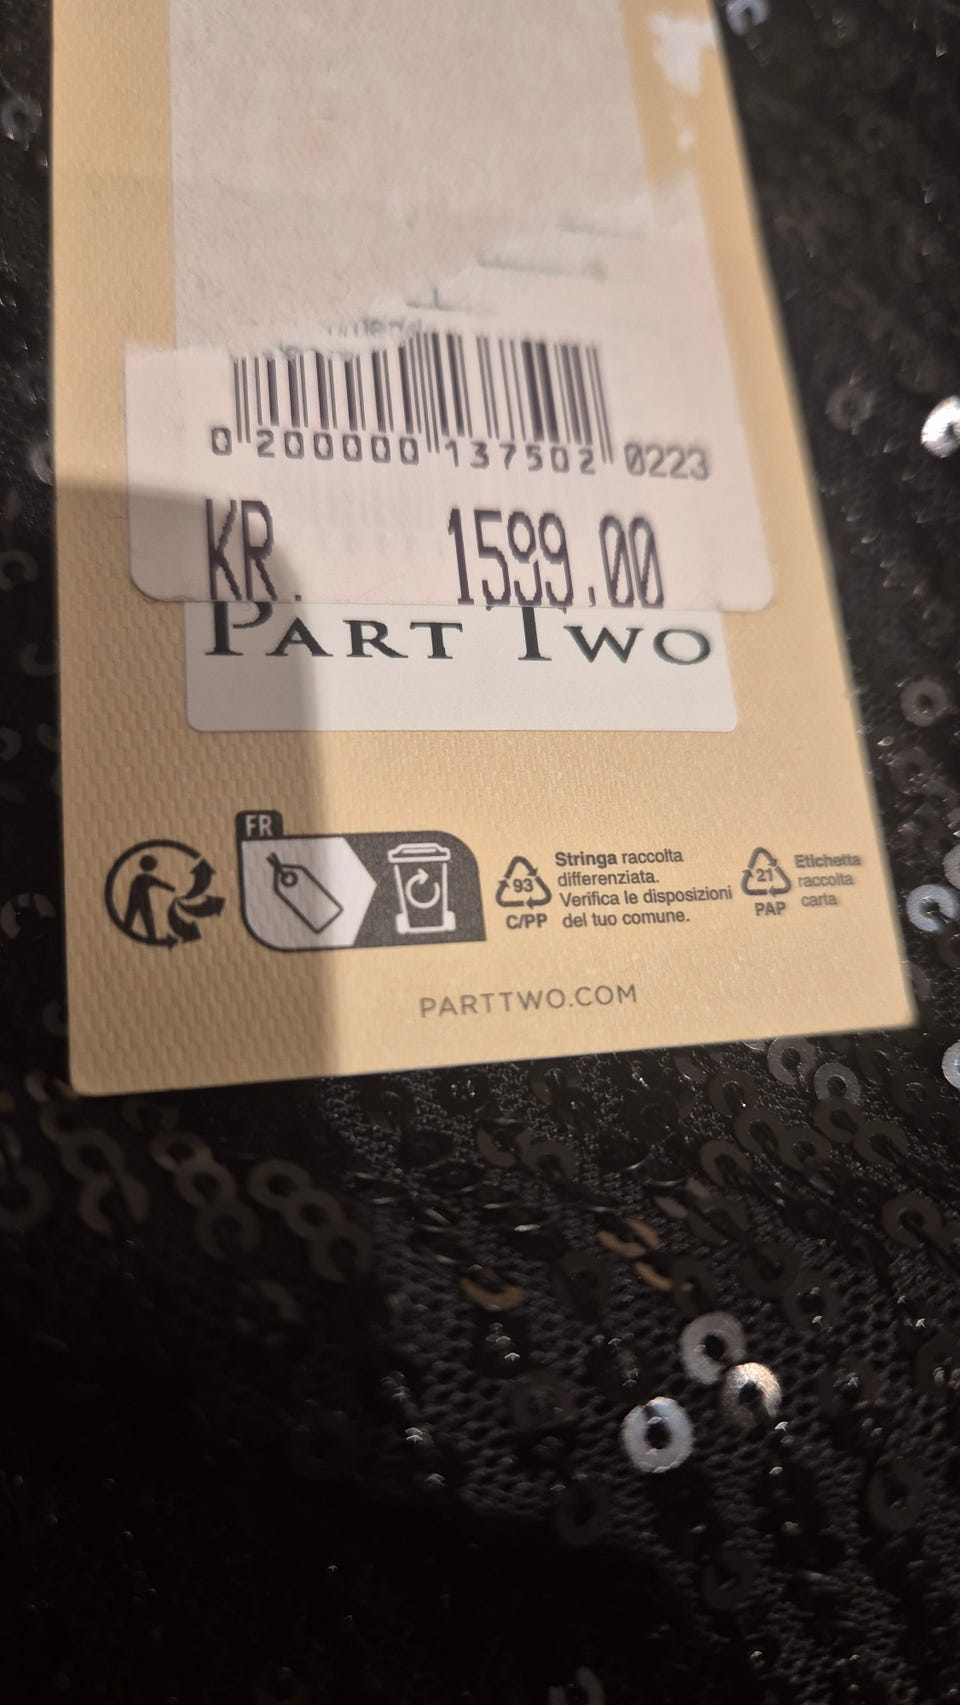 0 200000 137502 0223
KR. 1599.00
PART TWO
FR
93
C/PP
Stringa raccolta
differenziata.
Verifica le disposizioni
del tuo comune.
21
PAP
Etichetta
raccolta
carta
PARTTWO.COM